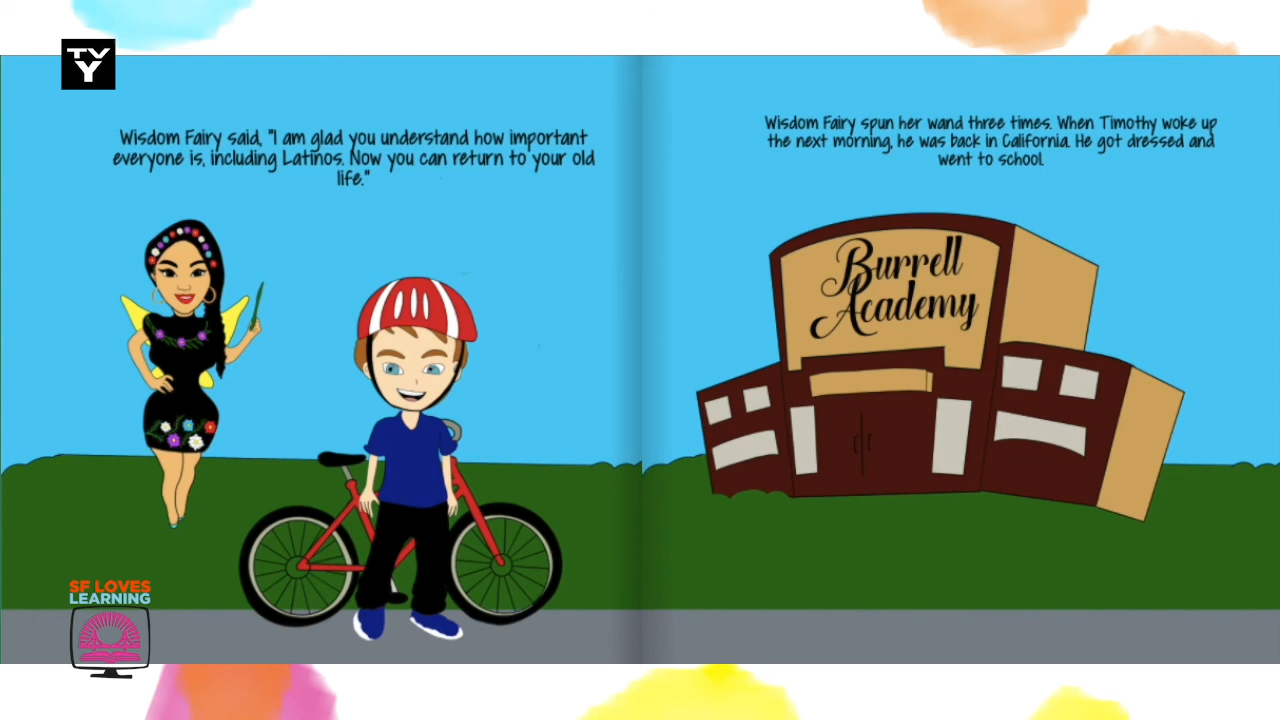 TV
Y
Wisdom Fairy said, "I am glad you understand how important
everyone is, including Latinos. Now you can return to your old
life."
Wisdom Fairy spun her wand three times. When Timothy woke up
the next morning, he was back in California. He got dressed and
went to school.
Burrell
Academy
SF LOVES
LEARNING